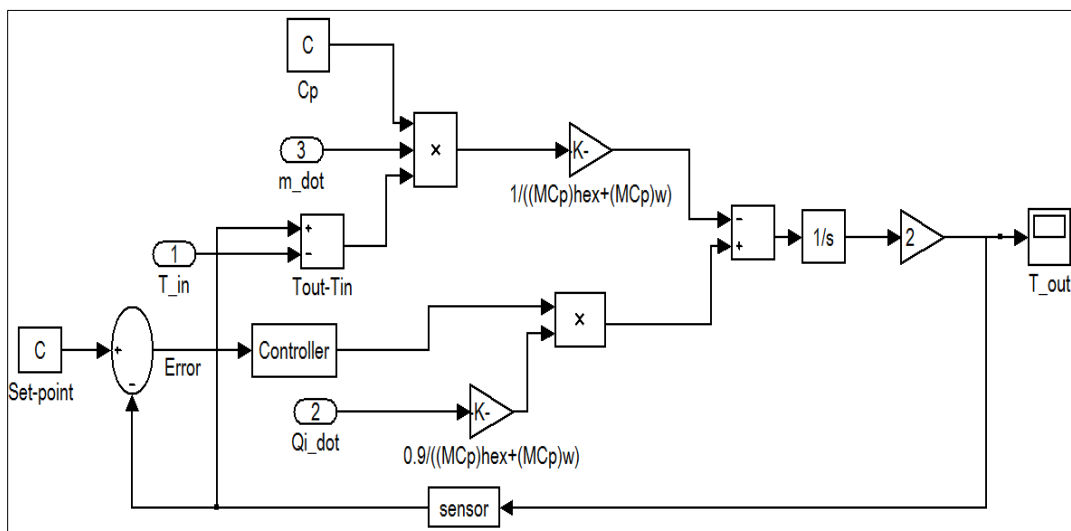 C
Cp
3
m_dot
×
-K-
1/((MCp)hex+(MCp)w)
+
-
Tout-Tin
1
T_in
-
+
1/s
2
T_out
C
Set-point
+
-
Error
Controller
×
2
Qi_dot
-K-
0.9/((MCp)hex+(MCp)w)
sensor